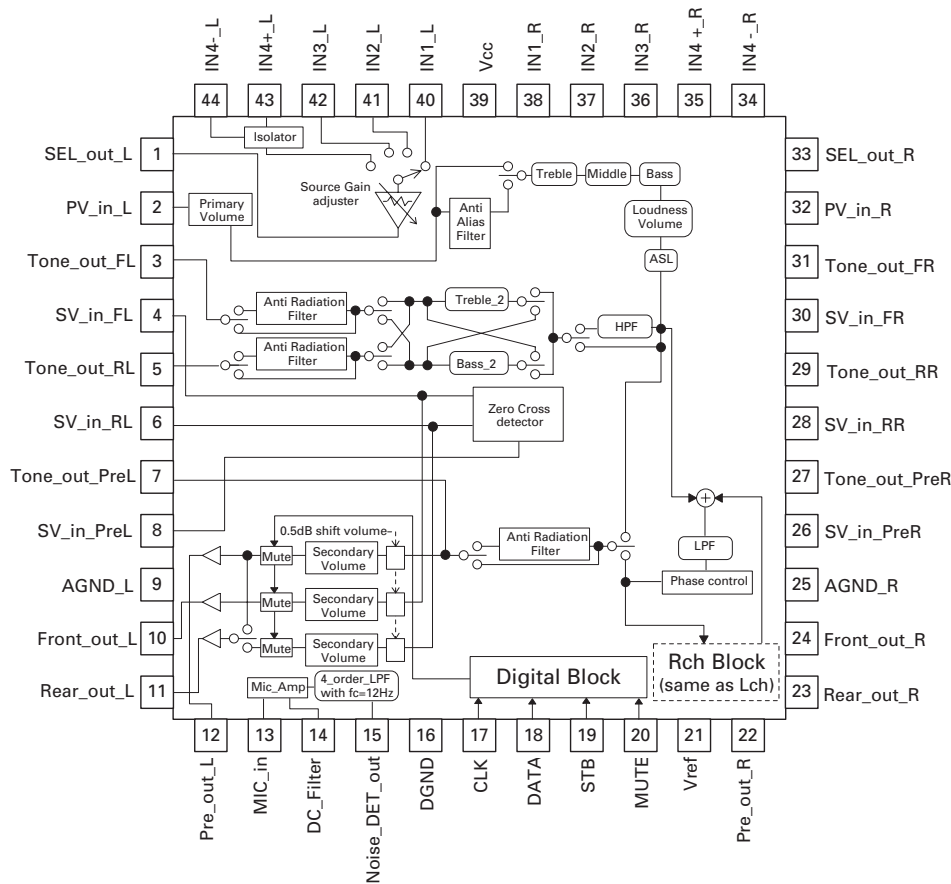 IN4-_L
IN4+_L
IN3_L
IN2_L
IN1_L
Vcc
IN1_R
IN2_R
IN3_R
IN4 +_R
IN4 -_R
44
43
42
41
40
39
38
37
36
35
34
SEL_out_L
1
PV_in_L
2
Tone_out_FL
3
SV_in_FL
4
Tone_out_RL
5
SV_in_RL
6
Tone_out_PreL
7
SV_in_PreL
8
AGND_L
9
Front_out_L
10
Rear_out_L
11
Isolator
Source Gain
adjuster
Primary
Volume
Anti
Alias
Filter
Treble
Middle
Bass
Loudness
Volume
ASL
Anti Radiation
Filter
Treble_2
HPF
Anti Radiation
Filter
Bass_2
Zero Cross
detector
0.5dB shift volume
Mute
Secondary
Volume
Anti Radiation
Filter
LPF
Phase control
Mute
Secondary
Volume
Mute
Secondary
Volume
Mic_Amp
4_order_LPF
with fc=12Hz
Digital Block
Rch Block
(same as Lch)
33
SEL_out_R
32
PV_in_R
31
Tone_out_FR
30
SV_in_FR
29
Tone_out_RR
28
SV_in_RR
27
Tone_out_PreR
26
SV_in_PreR
25
AGND_R
24
Front_out_R
23
Rear_out_R
12
13
14
15
16
17
18
19
20
21
22
Pre_out_L
MIC_in
DC_Filter
Noise_DET_out
DGND
CLK
DATA
STB
MUTE
Vref
Pre_out_R